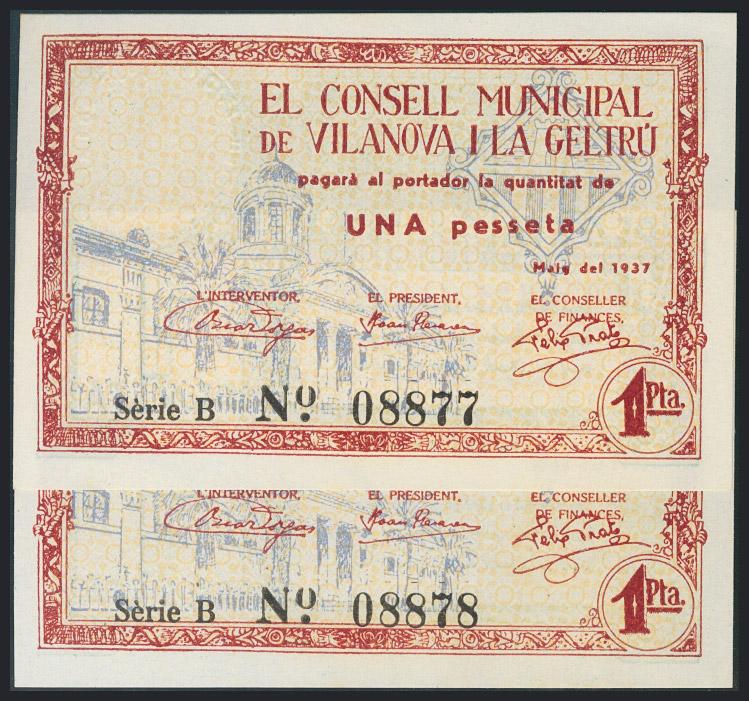 EL CONSELL MUNICIPAL
DE VILANOVA I LA GELTRÚ
pagarà al portador la quantitat de
UNA pesseta
Maig del 1937
L'INTERVENTOR, EL PRESIDENT, EL CONSELLER
DE FINANCES,
Sèrie B Nº 08877 1 Pta.
L'INTERVENTOR, EL PRESIDENT, EL CONSELLER
DE FINANCES,
Sèrie B Nº 08878 1 Pta.